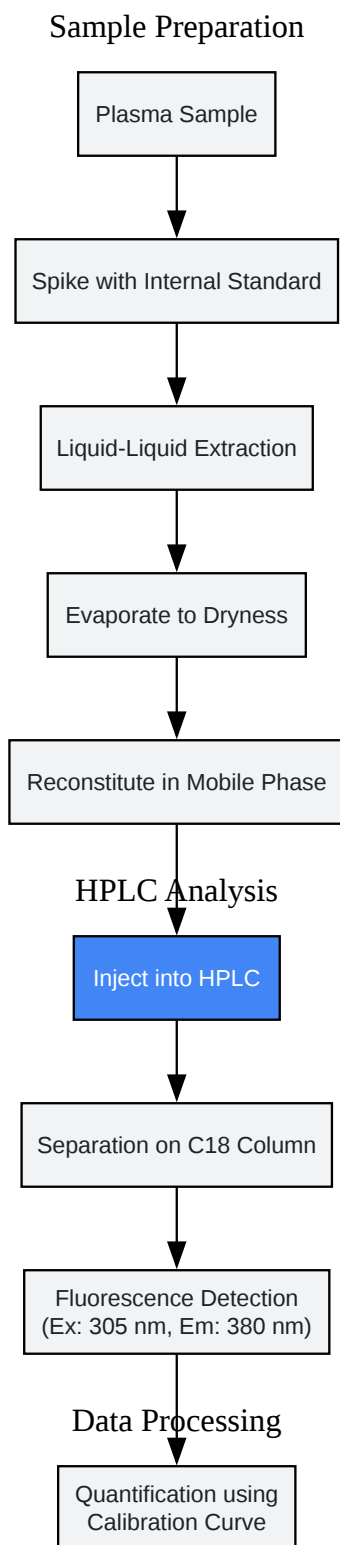 Sample Preparation
Plasma Sample
Spike with Internal Standard
Liquid-Liquid Extraction
Evaporate to Dryness
Reconstitute in Mobile Phase
HPLC Analysis
Inject into HPLC
Separation on C18 Column
Fluorescence Detection
(Ex: 305 nm, Em: 380 nm)
Data Processing
Quantification using
Calibration Curve